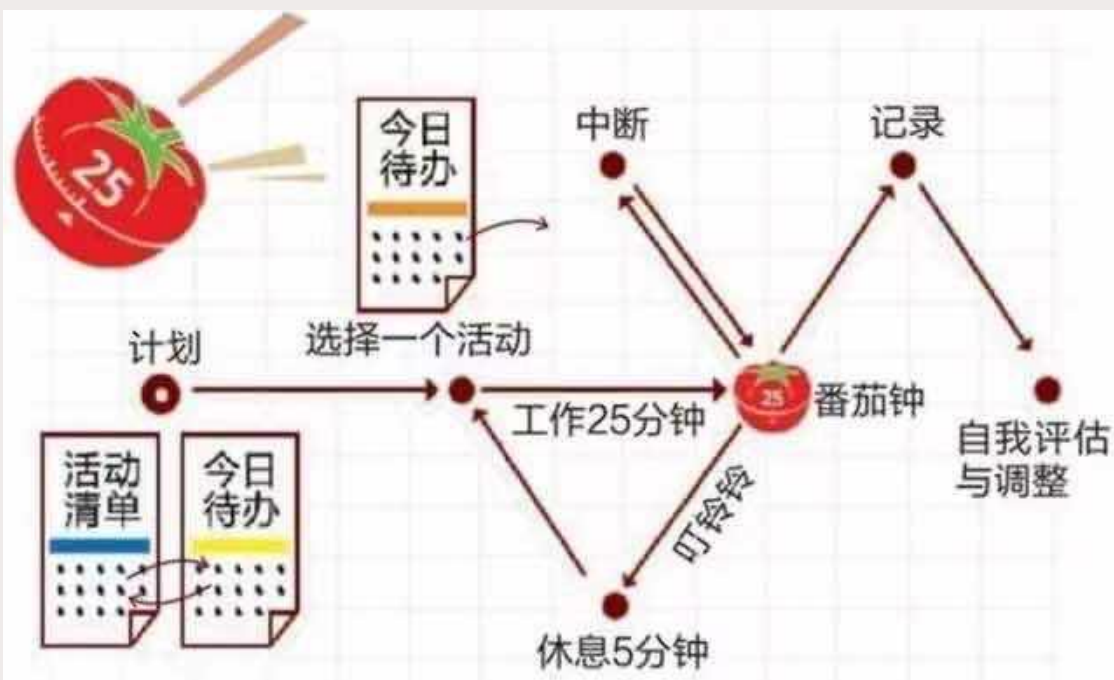 25
今日
待办
中断
记录
计划
选择一个活动
工作25分钟
25
番茄钟
活动
清单
今日
待办
叮铃铃
自我评估
与调整
休息5分钟